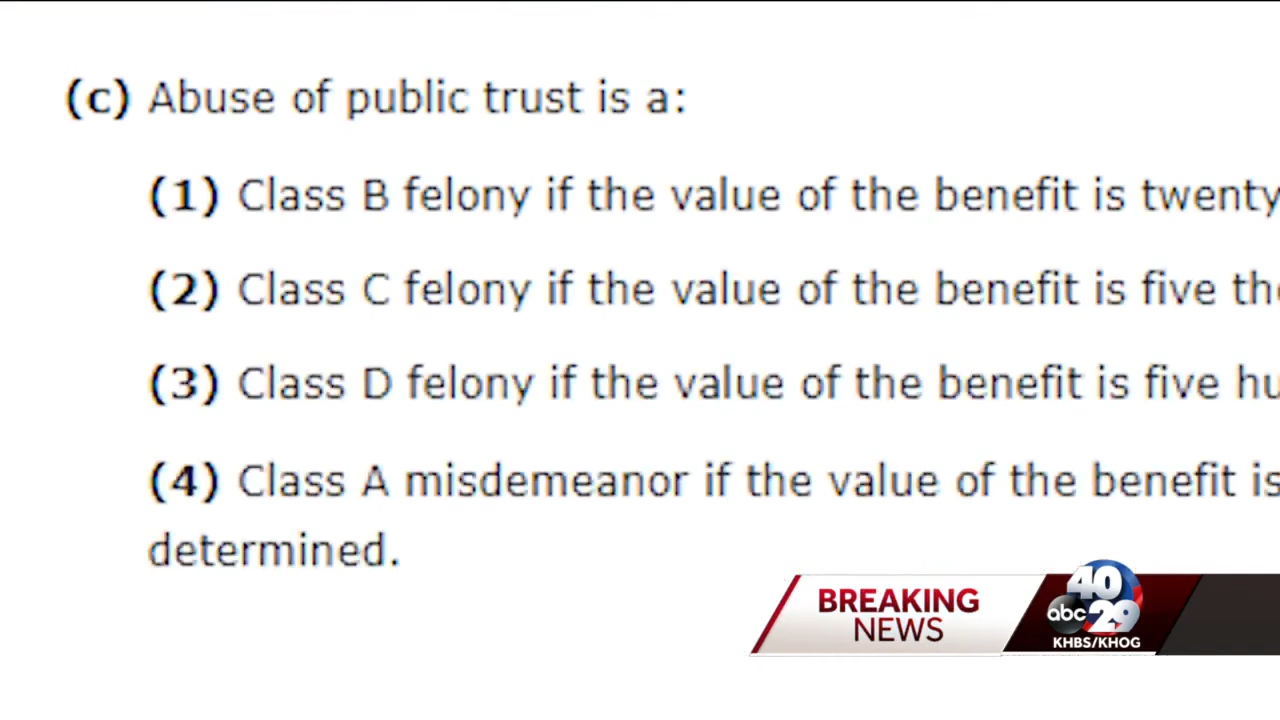 (c) Abuse of public trust is a:
(1) Class B felony if the value of the benefit is twenty
(2) Class C felony if the value of the benefit is five
(3) Class D felony if the value of the benefit is five
(4) Class A misdemeanor if the value of the benefit is
determined.
BREAKING
NEWS
40
abc 29
KHBS/KHOG